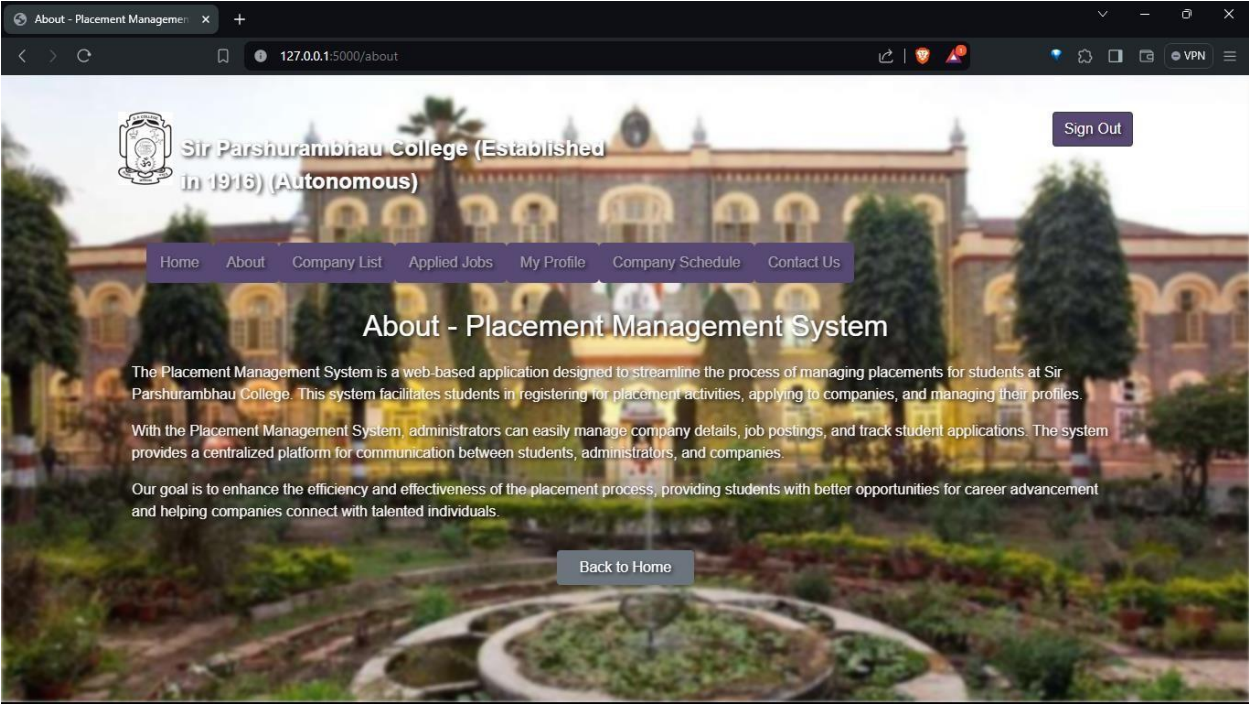 About - Placement Managemen
127.0.0.1:5000/about
VPN
Sign Out
Sir Parshurambhau College (Established
in 1916) (Autonomous)
Home About Company List Applied Jobs My Profile Company Schedule Contact Us
About - Placement Management System
The Placement Management System is a web-based application designed to streamline the process of managing placements for students at Sir
Parshurambhau College. This system facilitates students in registering for placement activities, applying to companies, and managing their profiles.
With the Placement Management System, administrators can easily manage company details, job postings, and track student applications. The system
provides a centralized platform for communication between students, administrators, and companies.
Our goal is to enhance the efficiency and effectiveness of the placement process, providing students with better opportunities for career advancement
and helping companies connect with talented individuals.
Back to Home